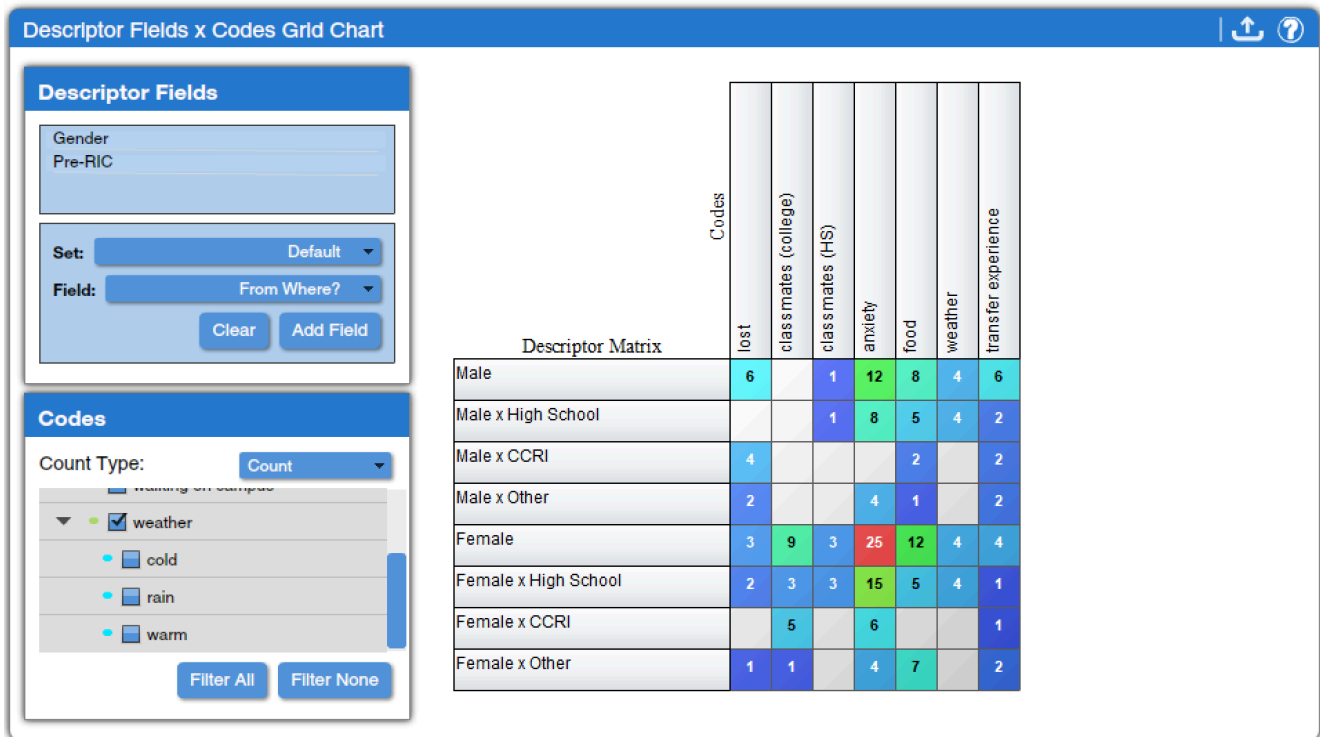 Descriptor Fields x Codes Grid Chart
Descriptor Fields
Gender
Pre-RIC
Set: Default
Field: From Where?
Clear Add Field
Codes
Count Type: Count
walking on campus
weather
cold
rain
warm
Filter All Filter None
Codes
lost
classmates (college)
classmates (HS)
anxiety
food
weather
transfer experience
Descriptor Matrix
Male 6 1 12 8 4 6
Male x High School 1 8 5 4 2
Male x CCRI 4 2 2
Male x Other 2 4 1 2
Female 3 9 3 25 12 4 4
Female x High School 2 3 3 15 5 4 1
Female x CCRI 5 6 1
Female x Other 1 1 4 7 2